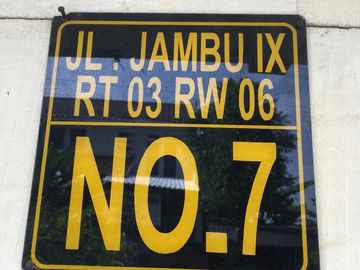 JL : JAMBU IX
RT 03 RW 06
NO.7